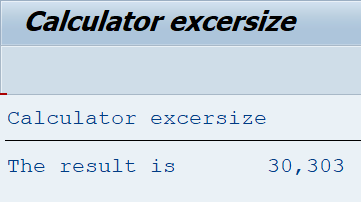 Calculator excersize
Calculator excersize
The result is 30,303